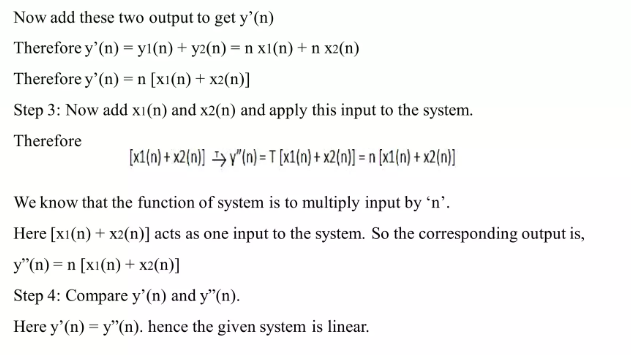 Now add these two output to get y’(n)
Therefore y’(n) = y1(n) + y2(n) = n x1(n) + n x2(n)
Therefore y’(n) = n [x1(n) + x2(n)]
Step 3: Now add x1(n) and x2(n) and apply this input to the system.
Therefore
[x1(n) + x2(n)] T→ y"(n) = T [x1(n) + x2(n)] = n [x1(n) + x2(n)]
We know that the function of system is to multiply input by ‘n’.
Here [x1(n) + x2(n)] acts as one input to the system. So the corresponding output is,
y”(n) = n [x1(n) + x2(n)]
Step 4: Compare y’(n) and y”(n).
Here y’(n) = y”(n). hence the given system is linear.